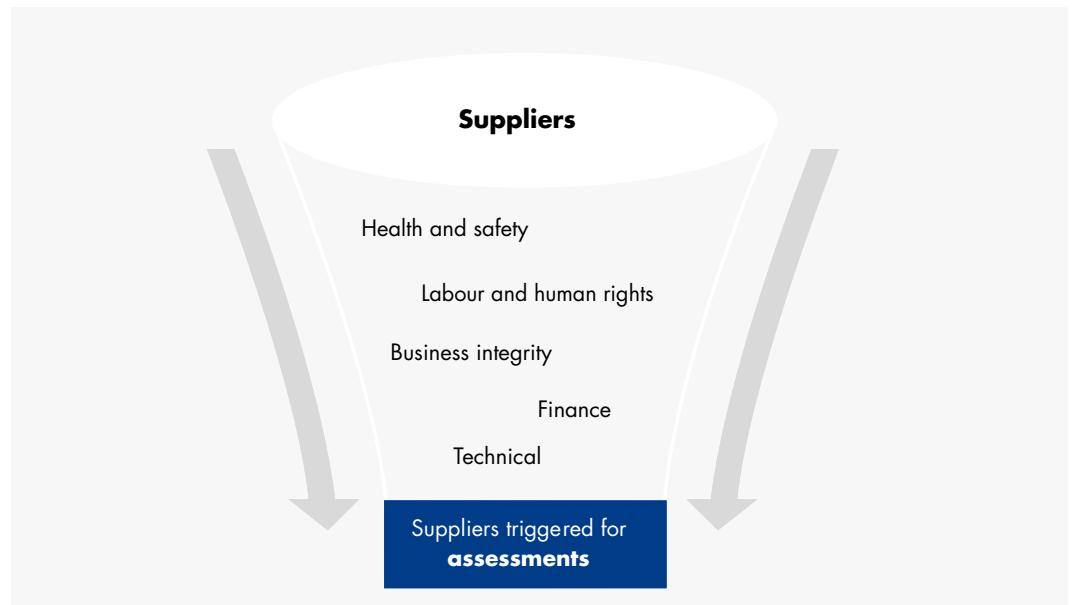 Suppliers
Health and safety
Labour and human rights
Business integrity
Finance
Technical
Suppliers triggered for
assessments